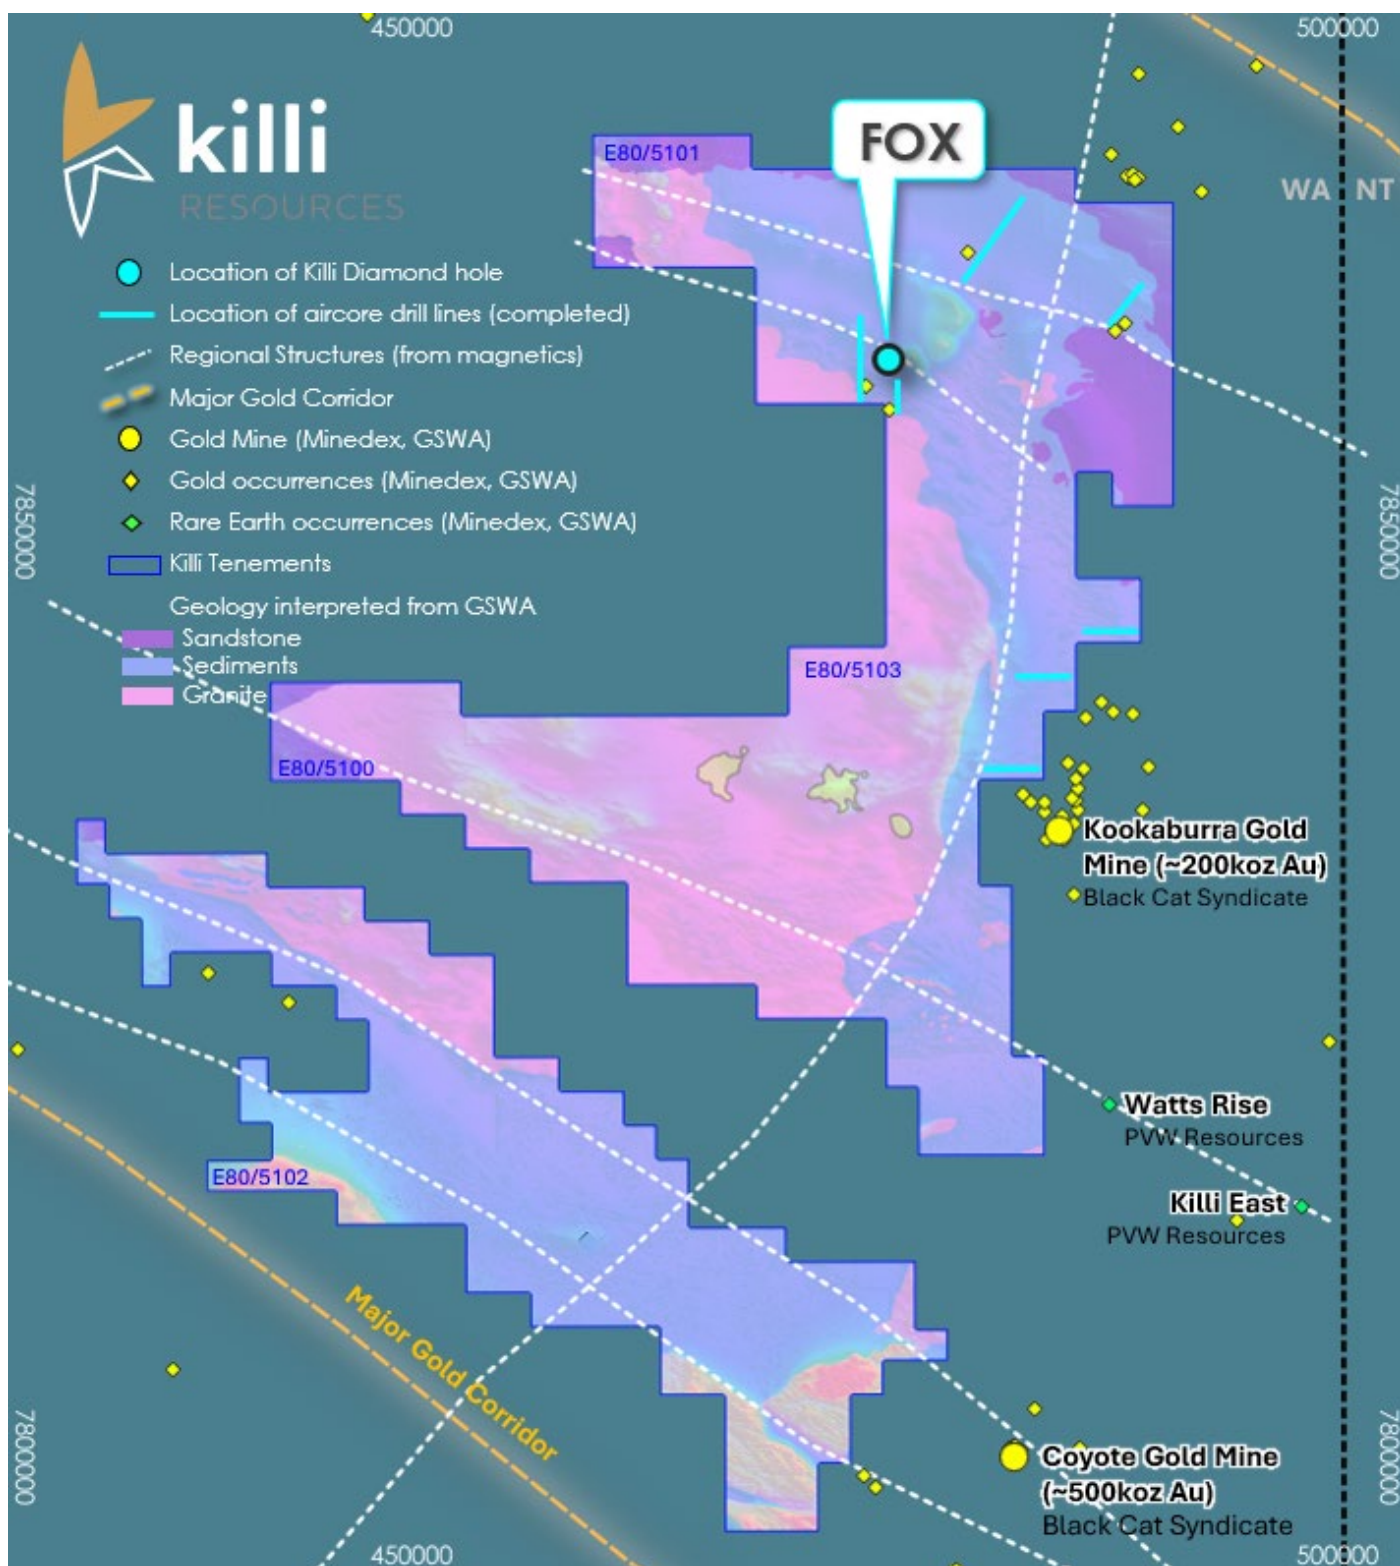 450000
500000
killi
RESOURCES
FOX
E80/5101
WA NT
Location of Killi Diamond hole
Location of aircore drill lines (completed)
Regional Structures (from magnetics)
Major Gold Corridor
Gold Mine (Minedex, GSWA)
Gold occurrences (Minedex, GSWA)
Rare Earth occurrences (Minedex, GSWA)
Killi Tenements
Geology interpreted from GSWA
Sandstone
Sediments
Granite
7850000
7850000
E80/5103
E80/5100
Kookaburra Gold
Mine (~200koz Au)
Black Cat Syndicate
Watts Rise
PVW Resources
E80/5102
Killi East
PVW Resources
Major Gold Corridor
7800000
7800000
Coyote Gold Mine
(~500koz Au)
Black Cat Syndicate
450000
500000